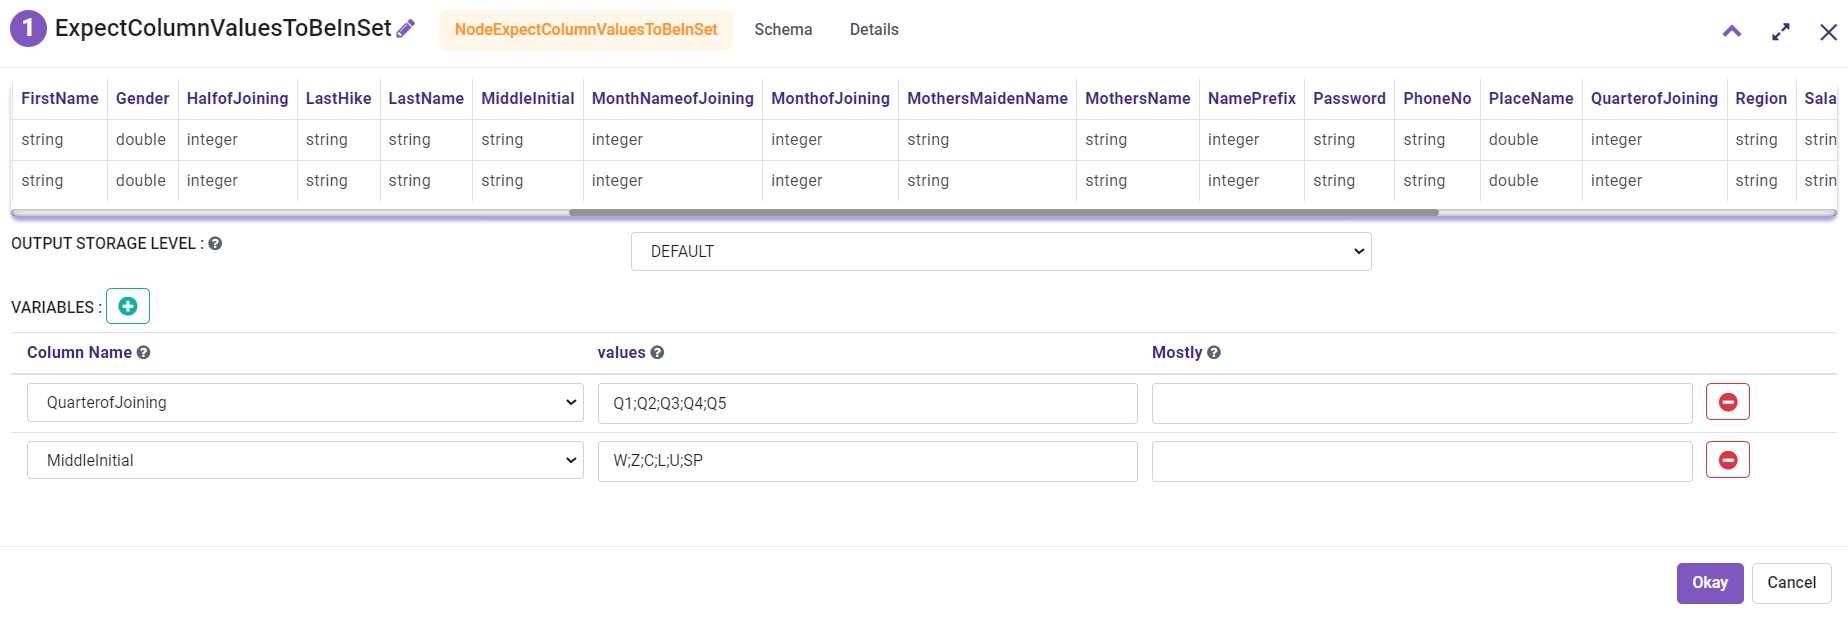 1 ExpectColumnValuesToBeInSet NodeExpectColumnValuesToBeInSet Schema Details
FirstName Gender HalfofJoining LastHike LastName MiddleInitial MonthNameofJoining MonthofJoining MothersMaidenName MothersName NamePrefix Password PhoneNo PlaceName QuarterofJoining Region Sala
string double integer string string string integer integer string string integer string string double integer string strin
string double integer string string string integer integer string string integer string string double integer string strin
OUTPUT STORAGE LEVEL : ? DEFAULT
VARIABLES :
Column Name ? values ? Mostly ?
QuarterofJoining Q1;Q2;Q3;Q4;Q5
MiddleInitial W;Z;C;L;U;SP
Okay Cancel